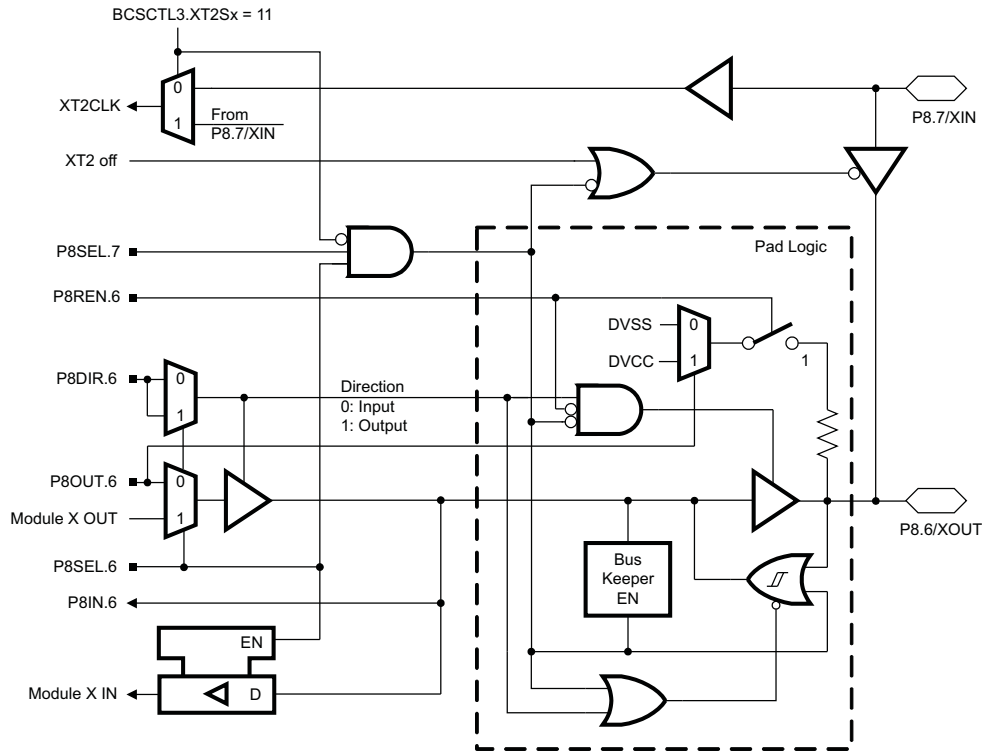 BCSCTL3.XT2Sx = 11
0
XT2CLK
1
From
P8.7/XIN
P8.7/XIN
XT2 off
P8SEL.7
Pad Logic
P8REN.6
DVSS
0
DVCC
1
1
P8DIR.6
0
1
Direction
0: Input
1: Output
P8OUT.6
0
Module X OUT
1
P8.6/XOUT
P8SEL.6
Bus
Keeper
EN
P8IN.6
EN
Module X IN
D